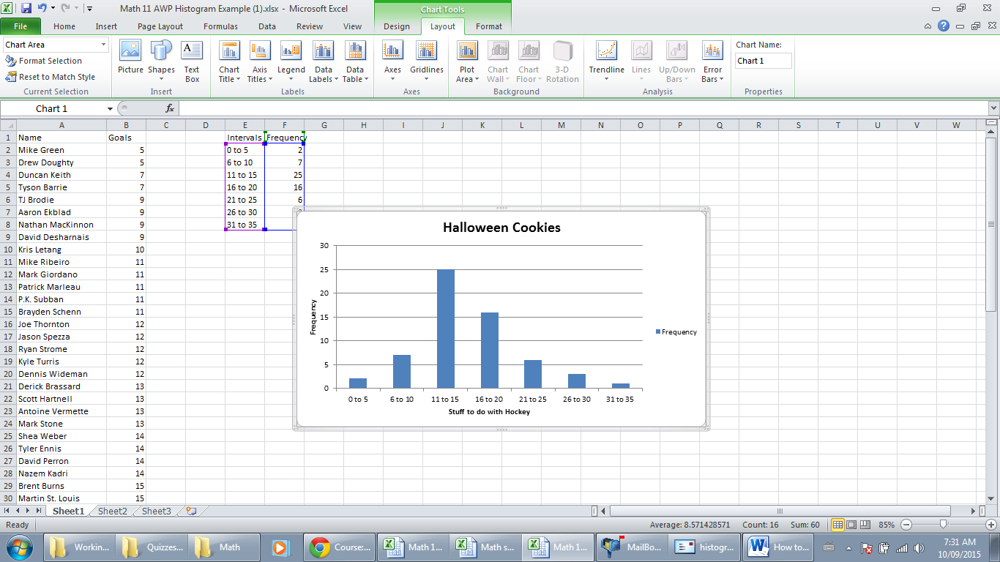 Math 11 AWP Histogram Example (1).xlsx - Microsoft Excel
Chart Tools
File Home Insert Page Layout Formulas Data Review View Design Layout Format
Chart Area
Format Selection
Reset to Match Style
Current Selection
Picture Shapes Text Box
Insert
Chart Title Axis Titles Legend Data Labels Data Table
Labels
Axes Gridlines
Axes
Plot Area Chart Wall Chart Floor 3-D Rotation
Background
Trendline Lines Up/Down Bars Error Bars
Analysis
Chart Name:
Chart 1
Properties
Chart 1 fx
A B C D E F G H I J K L M N O P Q R S T U V W
1 Name Goals Intervals Frequency
2 Mike Green 5 0 to 5 2
3 Drew Doughty 5 6 to 10 7
4 Duncan Keith 7 11 to 15 25
5 Tyson Barrie 7 16 to 20 16
6 TJ Brodie 9 21 to 25 6
7 Aaron Ekblad 9 26 to 30
8 Nathan MacKinnon 9 31 to 35
9 David Desharnais 9
10 Kris Letang 10
11 Mike Ribeiro 11
12 Mark Giordano 11
13 Patrick Marleau 11
14 P.K. Subban 11
15 Brayden Schenn 11
16 Joe Thornton 12
17 Jason Spezza 12
18 Ryan Strome 12
19 Kyle Turris 12
20 Dennis Wideman 12
21 Derick Brassard 13
22 Scott Hartnell 13
23 Antoine Vermette 13
24 Mark Stone 13
25 Shea Weber 14
26 Tyler Ennis 14
27 David Perron 14
28 Nazem Kadri 14
29 Brent Burns 15
30 Martin St. Louis 15
Halloween Cookies
30
25
20
15
10
5
0
Frequency
0 to 5 6 to 10 11 to 15 16 to 20 21 to 25 26 to 30 31 to 35
Stuff to do with Hockey
Frequency
Sheet1 Sheet2 Sheet3
Ready Average: 8.571428571 Count: 16 Sum: 60 85%
Workin... Quizzes... Math Course:... Math 1... Math s... Math 1... MailBo... histogr... How to... 7:31 AM
10/09/2015